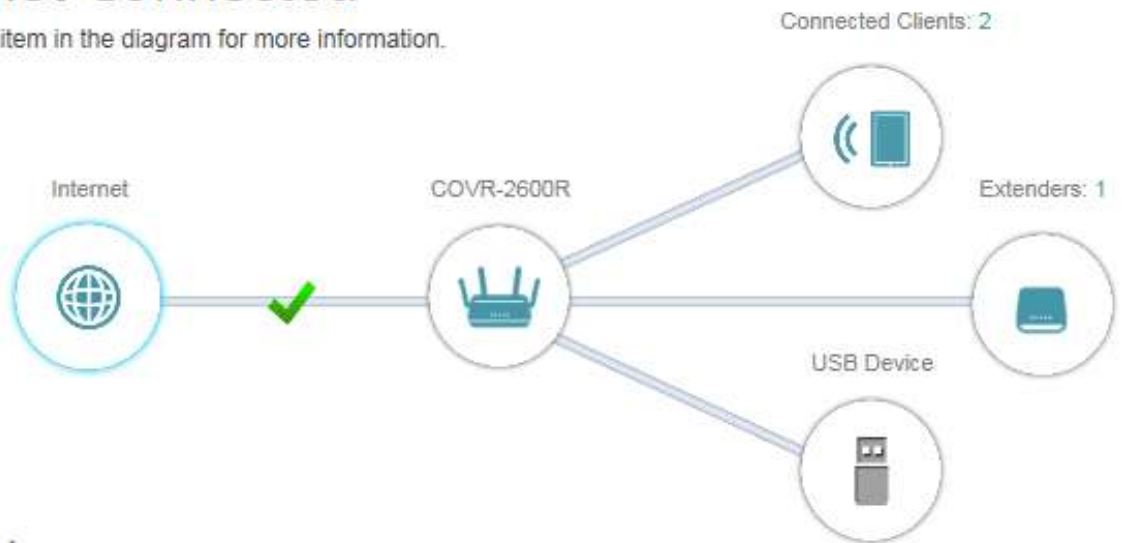 item in the diagram for more information.
Connected Clients: 2
Internet
COVR-2600R
Extenders: 1
USB Device